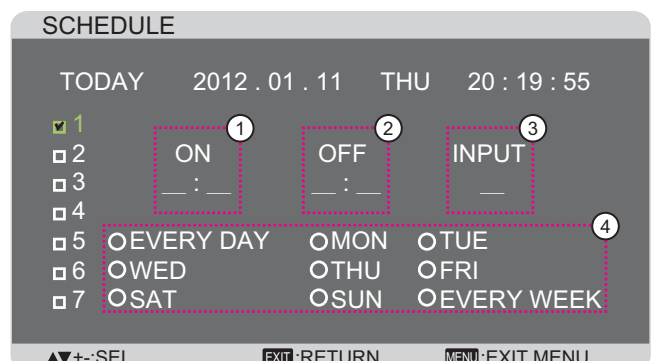 SCHEDULE
TODAY 2012 . 01 . 11 THU 20 : 19 : 55
1
2
3
4
5
6
7
1
ON
__ : __
2
OFF
__ : __
3
INPUT
__
4
EVERY DAY MON TUE
WED THU FRI
SAT SUN EVERY WEEK
▲▼+-:SEL EXIT :RETURN MENU :EXIT MENU